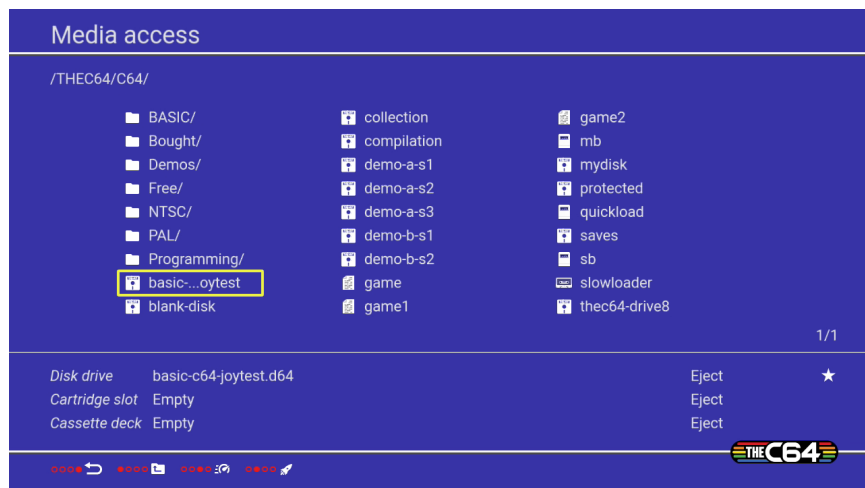 Media access
/THEC64/C64/
BASIC/
Bought/
Demos/
Free/
NTSC/
PAL/
Programming/
basic-...oytest
blank-disk
collection
compilation
demo-a-s1
demo-a-s2
demo-a-s3
demo-b-s1
demo-b-s2
game
game1
game2
mb
mydisk
protected
quickload
saves
sb
slowloader
thec64-drive8
1/1
Disk drive basic-c64-joytest.d64 Eject
Cartridge slot Empty Eject
Cassette deck Empty Eject
THEC64